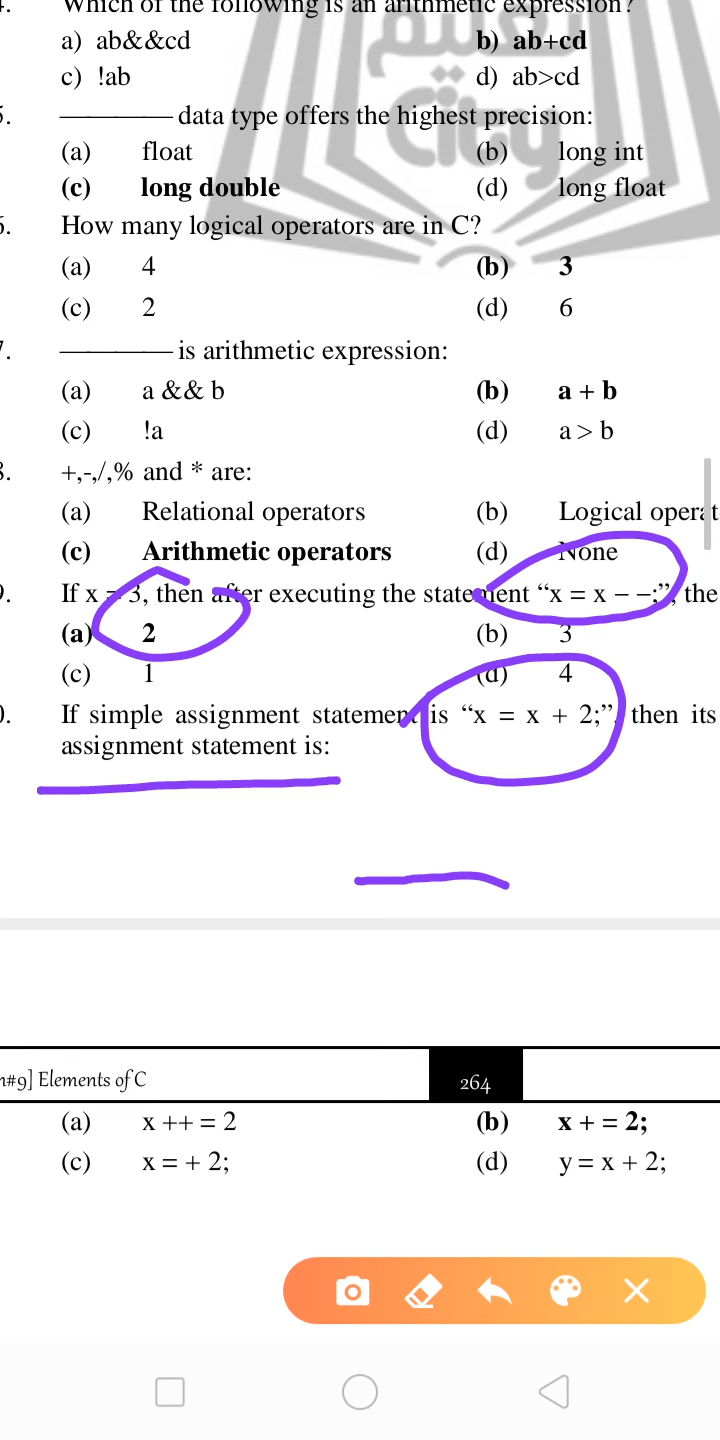 Which of the following is an arithmetic expression?
a) ab&&cd b) ab+cd
c) !ab d) ab>cd
تعلیم
City
5. ———— data type offers the highest precision:
(a) float (b) long int
(c) long double (d) long float
How many logical operators are in C?
(a) 4 (b) 3
(c) 2 (d) 6
———— is arithmetic expression:
(a) a && b (b) a + b
(c) !a (d) a > b
+,-,/,% and * are:
(a) Relational operators (b) Logical operat
(c) Arithmetic operators (d) None
If x = 3, then after executing the statement “x = x – –;”, the
(a) 2 (b) 3
(c) 1 (d) 4
If simple assignment statement is “x = x + 2;”, then its
assignment statement is:
#9] Elements of C 264
(a) x ++ = 2 (b) x + = 2;
(c) x = + 2; (d) y = x + 2;